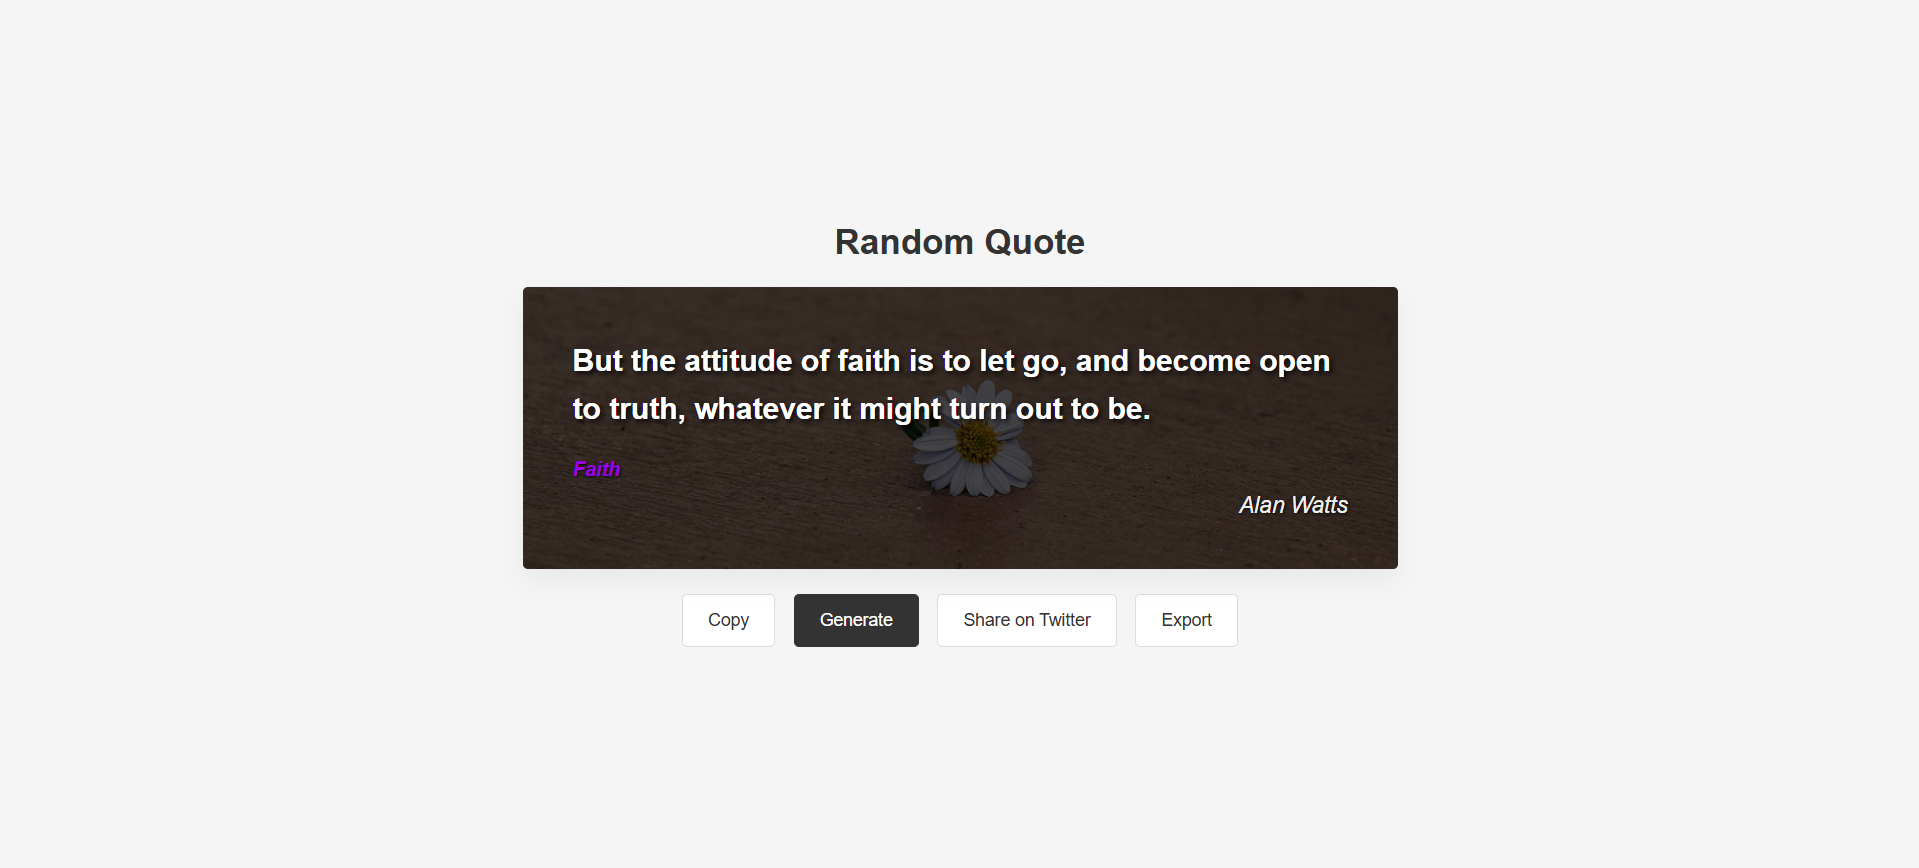 Random Quote
But the attitude of faith is to let go, and become open
to truth, whatever it might turn out to be.
Faith
Alan Watts
Copy
Generate
Share on Twitter
Export